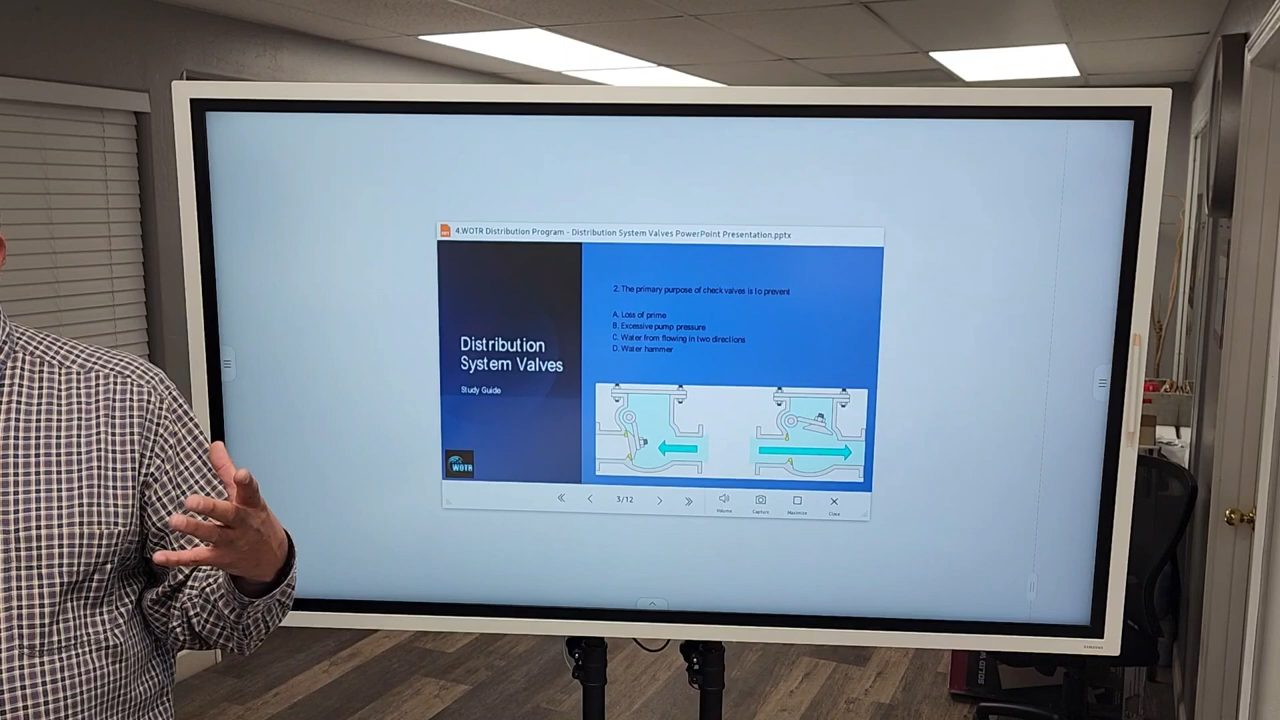 4.WOTR Distribution Program - Distribution System Valves PowerPoint Presentation.pptx
2. The primary purpose of check valves is to prevent
A. Loss of prime
B. Excessive pump pressure
C. Water from flowing in two directions
D. Water hammer
Distribution
System Valves
Study Guide
WOTR
3/12
Volume
Capture
Maximize
Close
SAMSUNG
SOLID